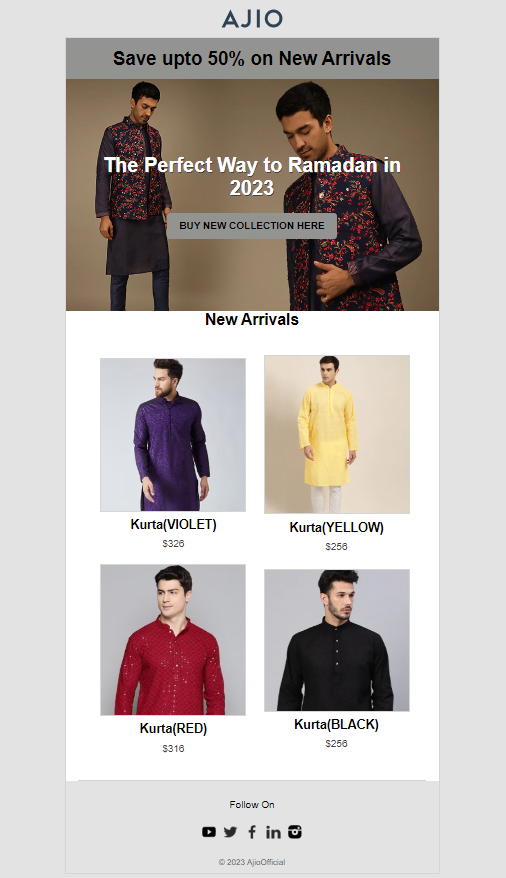 AJIO
Save upto 50% on New Arrivals
The Perfect Way to Ramadan in
2023
BUY NEW COLLECTION HERE
New Arrivals
Kurta(VIOLET)
$326
Kurta(YELLOW)
$256
Kurta(RED)
$316
Kurta(BLACK)
$256
Follow On
© 2023 AjioOfficial